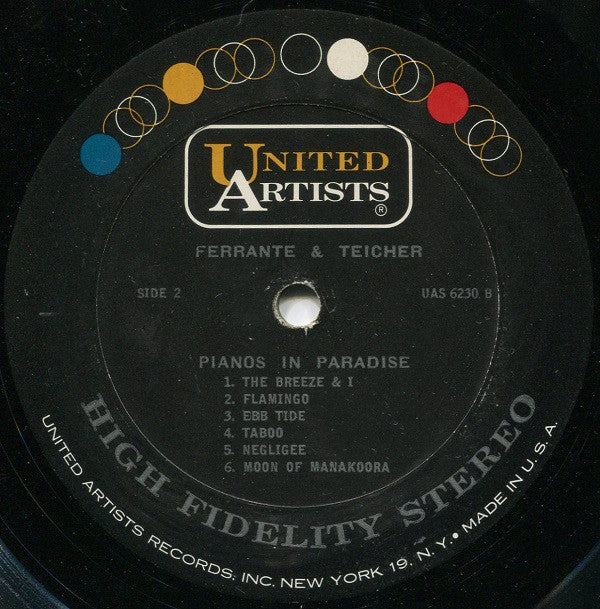 UNITED
ARTISTS
®
FERRANTE & TEICHER
SIDE 2
UAS 6230 B
PIANOS IN PARADISE
1. THE BREEZE & I
2. FLAMINGO
3. EBB TIDE
4. TABOO
5. NEGLIGEE
6. MOON OF MANAKOORA
HIGH FIDELITY STEREO
UNITED ARTISTS RECORDS, INC. NEW YORK 19, N.Y. • MADE IN U.S.A.